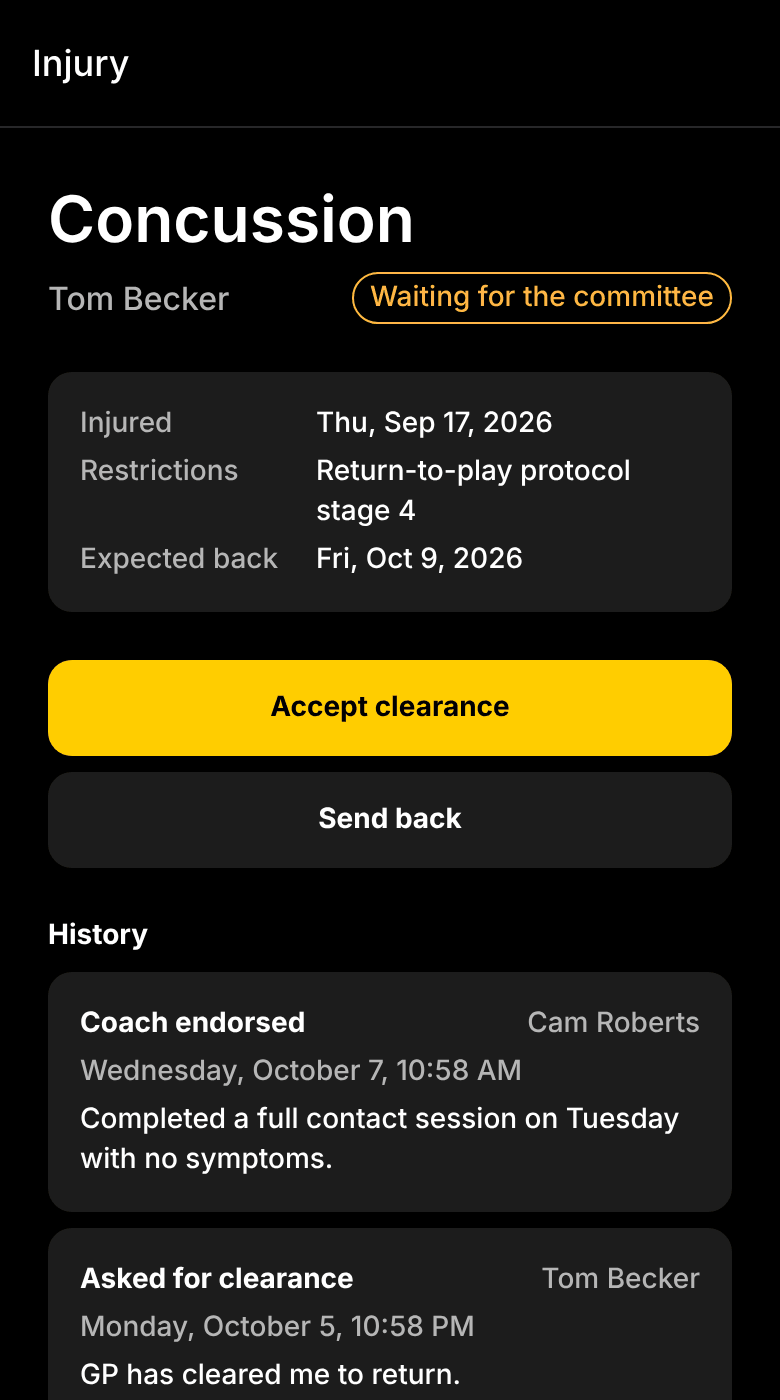 Injury
Concussion
Tom Becker
Waiting for the committee
Injured
Thu, Sep 17, 2026
Restrictions
Return-to-play protocol
stage 4
Expected back
Fri, Oct 9, 2026
Accept clearance
Send back
History
Coach endorsed
Cam Roberts
Wednesday, October 7, 10:58 AM
Completed a full contact session on Tuesday
with no symptoms.
Asked for clearance
Tom Becker
Monday, October 5, 10:58 PM
GP has cleared me to return.